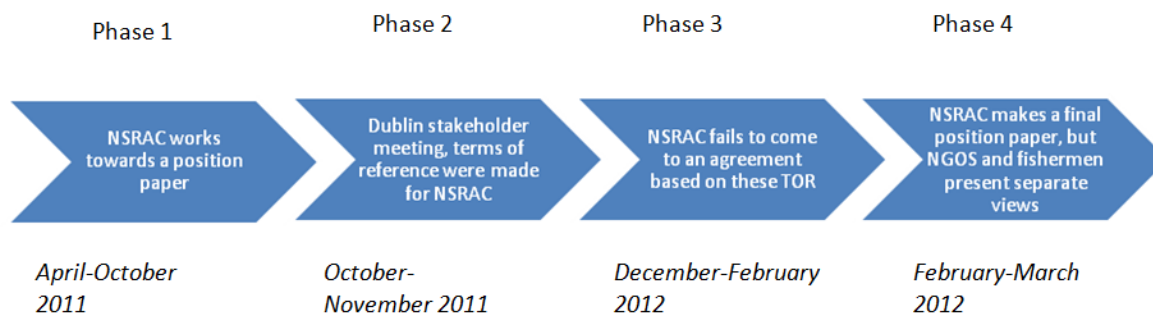 Phase 1
Phase 2
Phase 3
Phase 4
NSRAC works
towards a position
paper
Dublin stakeholder
meeting, terms of
reference were made
for NSRAC
NSRAC fails to come
to an agreement
based on these TOR
NSRAC makes a final
position paper, but
NGOS and fishermen
present separate
views
April-October
2011
October-
November 2011
December-February
2012
February-March
2012